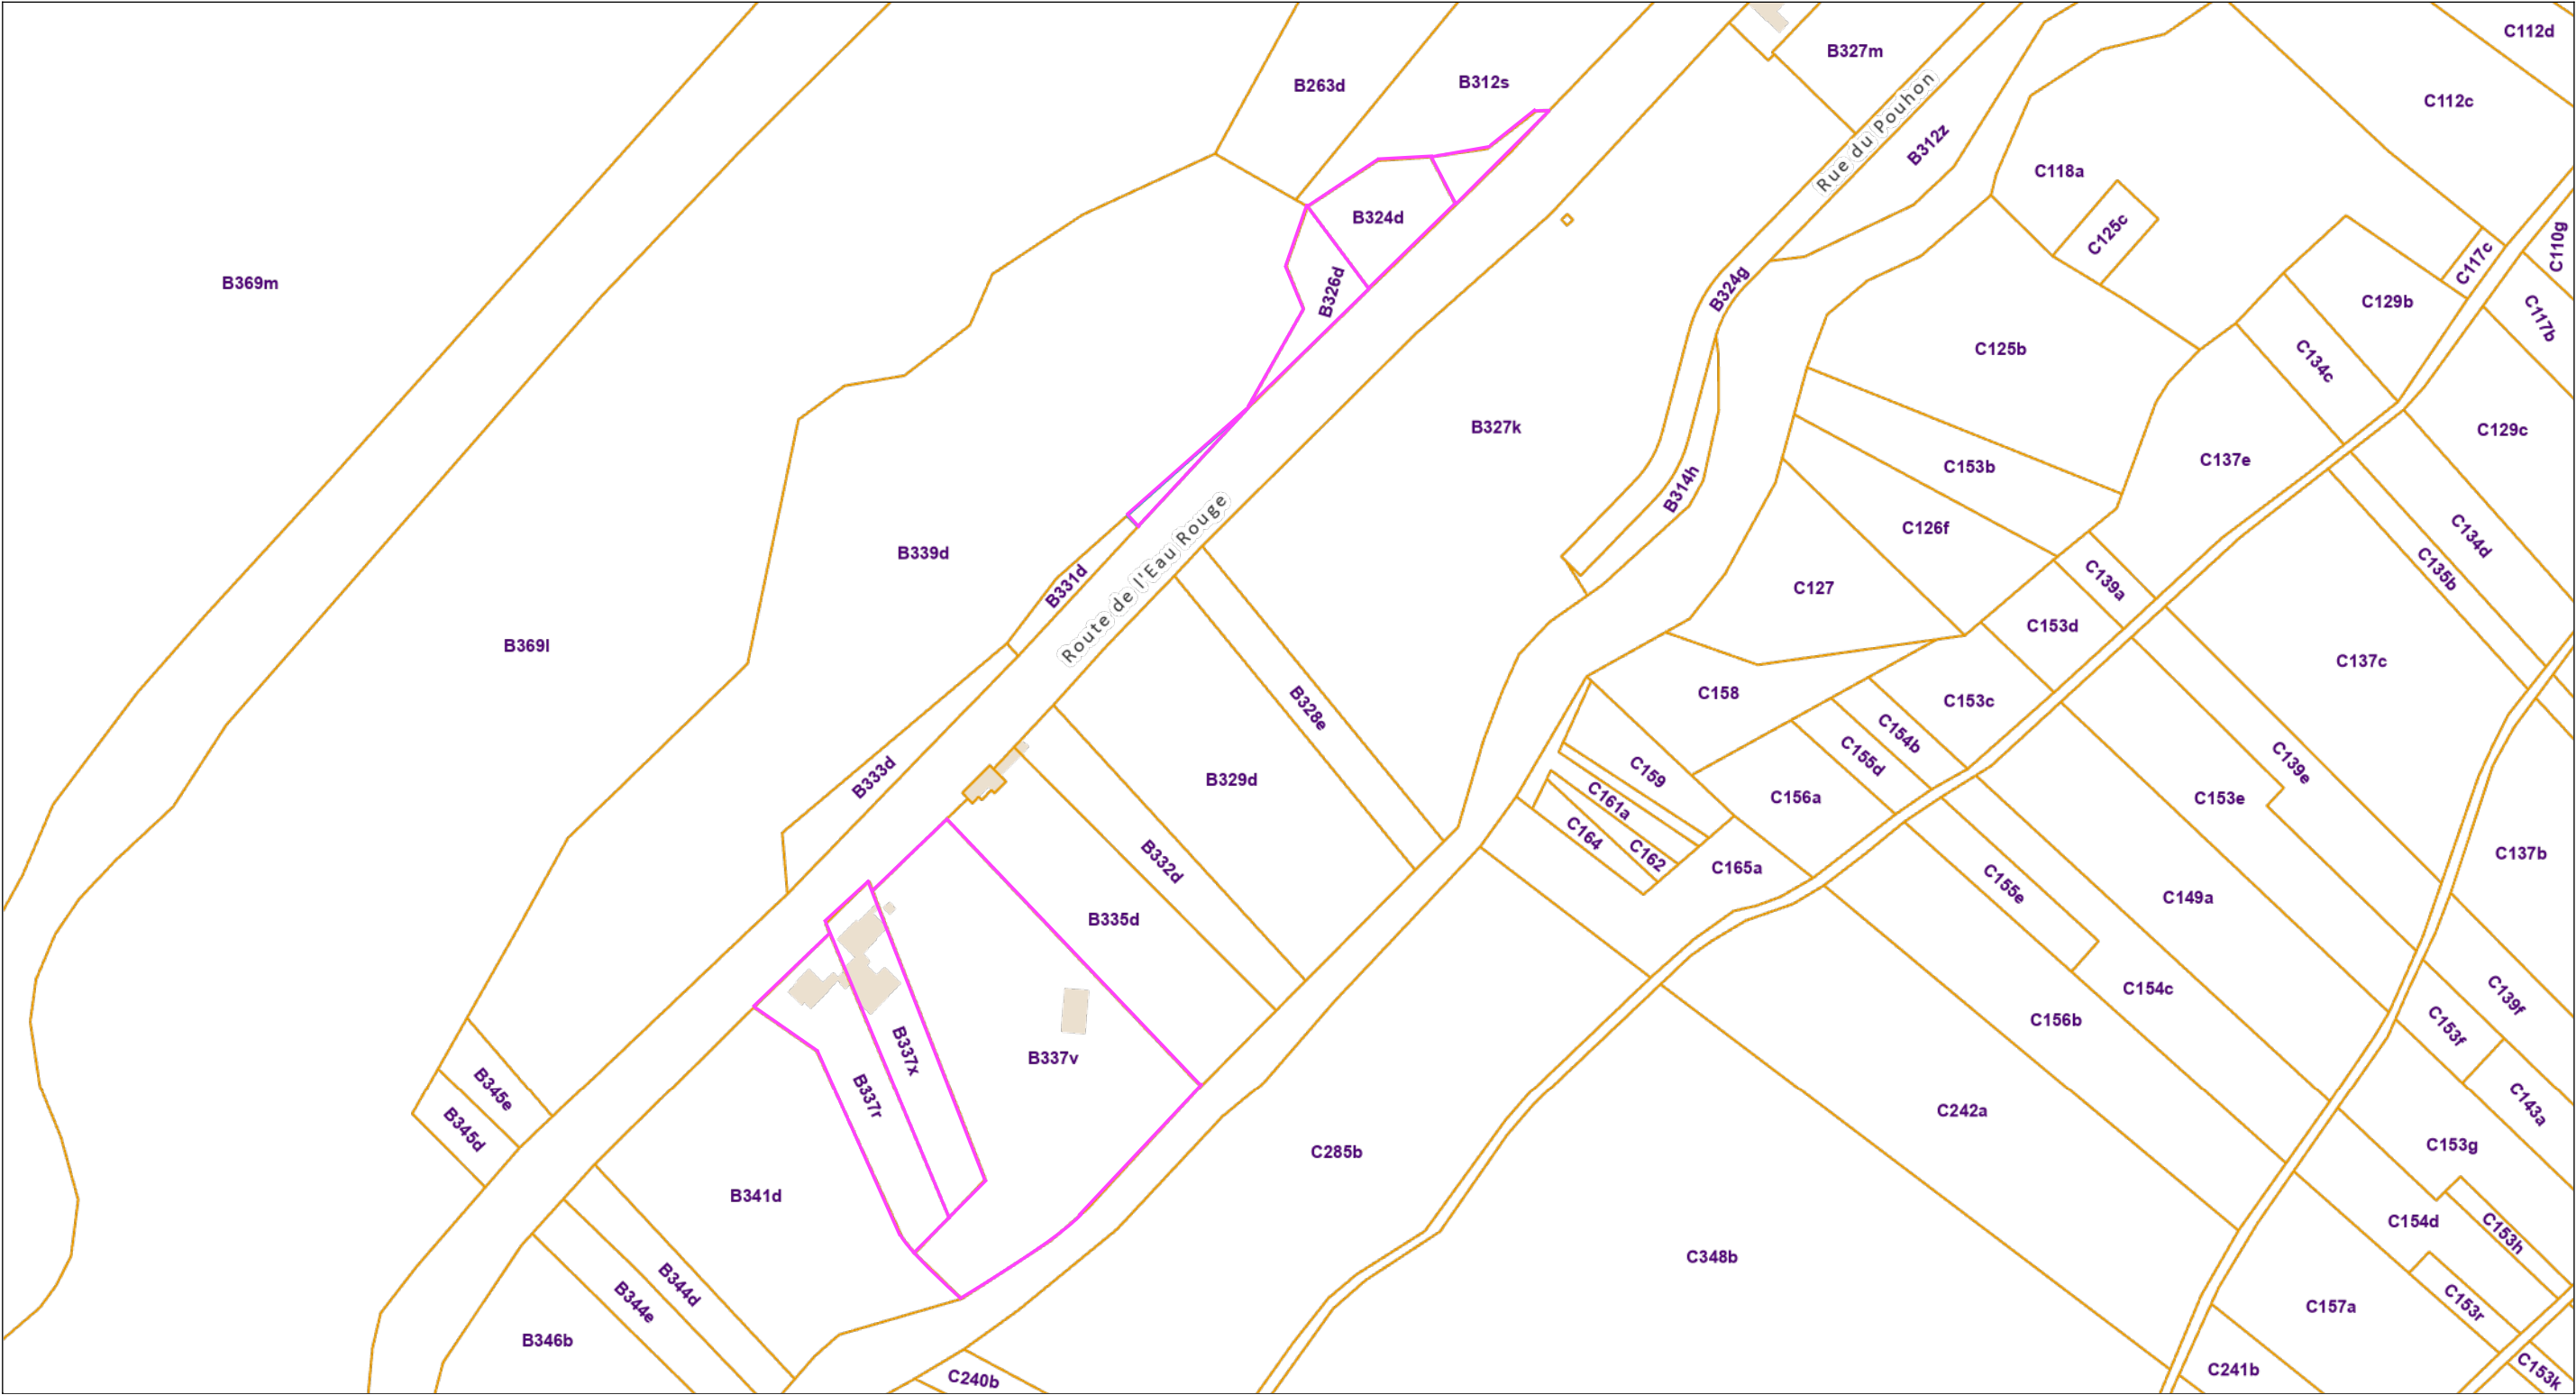 C112d
B327m
B263d
B312s
C112c
Rue du Pouhon
B312z
C118a
B324d
C125c
C110g
C117c
B369m
B326d
B324g
C129b
C117b
C125b
C134c
B327k
C129c
C137e
C153b
B314h
C126f
C134d
B339d
Route de l'Eau Rouge
C135b
B331d
C139a
C127
C153d
B369l
C137c
C158
C153c
B328e
C154b
C155d
C139e
B333d
B329d
C159
C156a
C153e
C161a
C164
C162
B332d
C165a
C137b
C155e
C149a
B335d
C154c
C139f
C156b
C153f
B337x
B337v
B345e
B337r
C242a
C143a
B345d
C285b
C153g
B341d
C154d
C153h
C348b
B344d
B344e
C157a
C153r
B346b
C241b
C153k
C240b